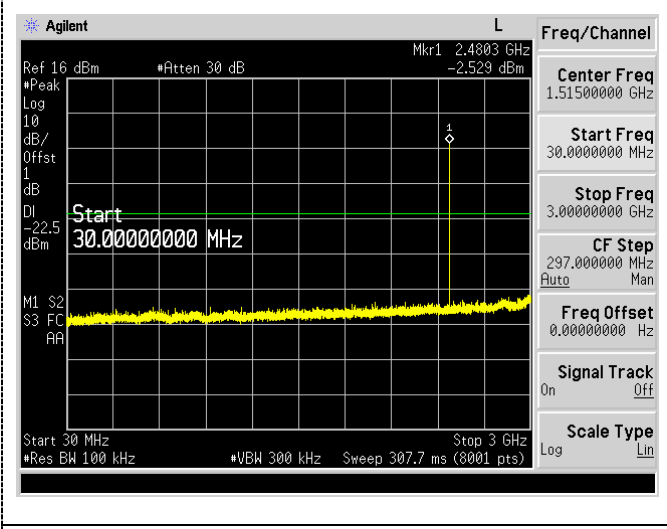 Agilent L
Mkr1 2.4803 GHz
Ref 16 dBm #Atten 30 dB -2.529 dBm
#Peak
Log
10
dB/
Offst
1
dB
DI
-22.5
dBm
M1 S2
S3 FC
AA
1
Start
30.00000000 MHz
Start 30 MHz Stop 3 GHz
#Res BW 100 kHz #VBW 300 kHz Sweep 307.7 ms (8001 pts)
Freq/Channel
Center Freq
1.51500000 GHz
Start Freq
30.0000000 MHz
Stop Freq
3.00000000 GHz
CF Step
297.000000 MHz
Auto Man
Freq Offset
0.00000000 Hz
Signal Track
On Off
Scale Type
Log Lin